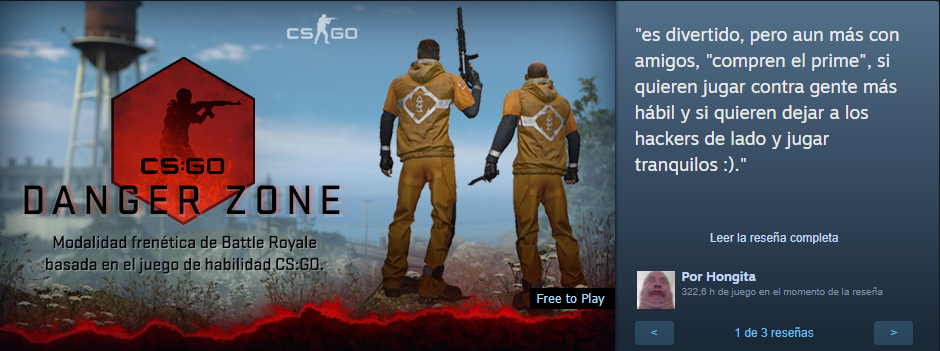 CS GO
CS:GO
DANGER ZONE
Modalidad frenética de Battle Royale
basada en el juego de habilidad CS:GO.
Free to Play
"es divertido, pero aun más con
amigos, "compren el prime", si
quieren jugar contra gente más
hábil y si quieren dejar a los
hackers de lado y jugar
tranquilos :)."
Leer la reseña completa
Por Hongita
322,6 h de juego en el momento de la reseña
<
1 de 3 reseñas
>